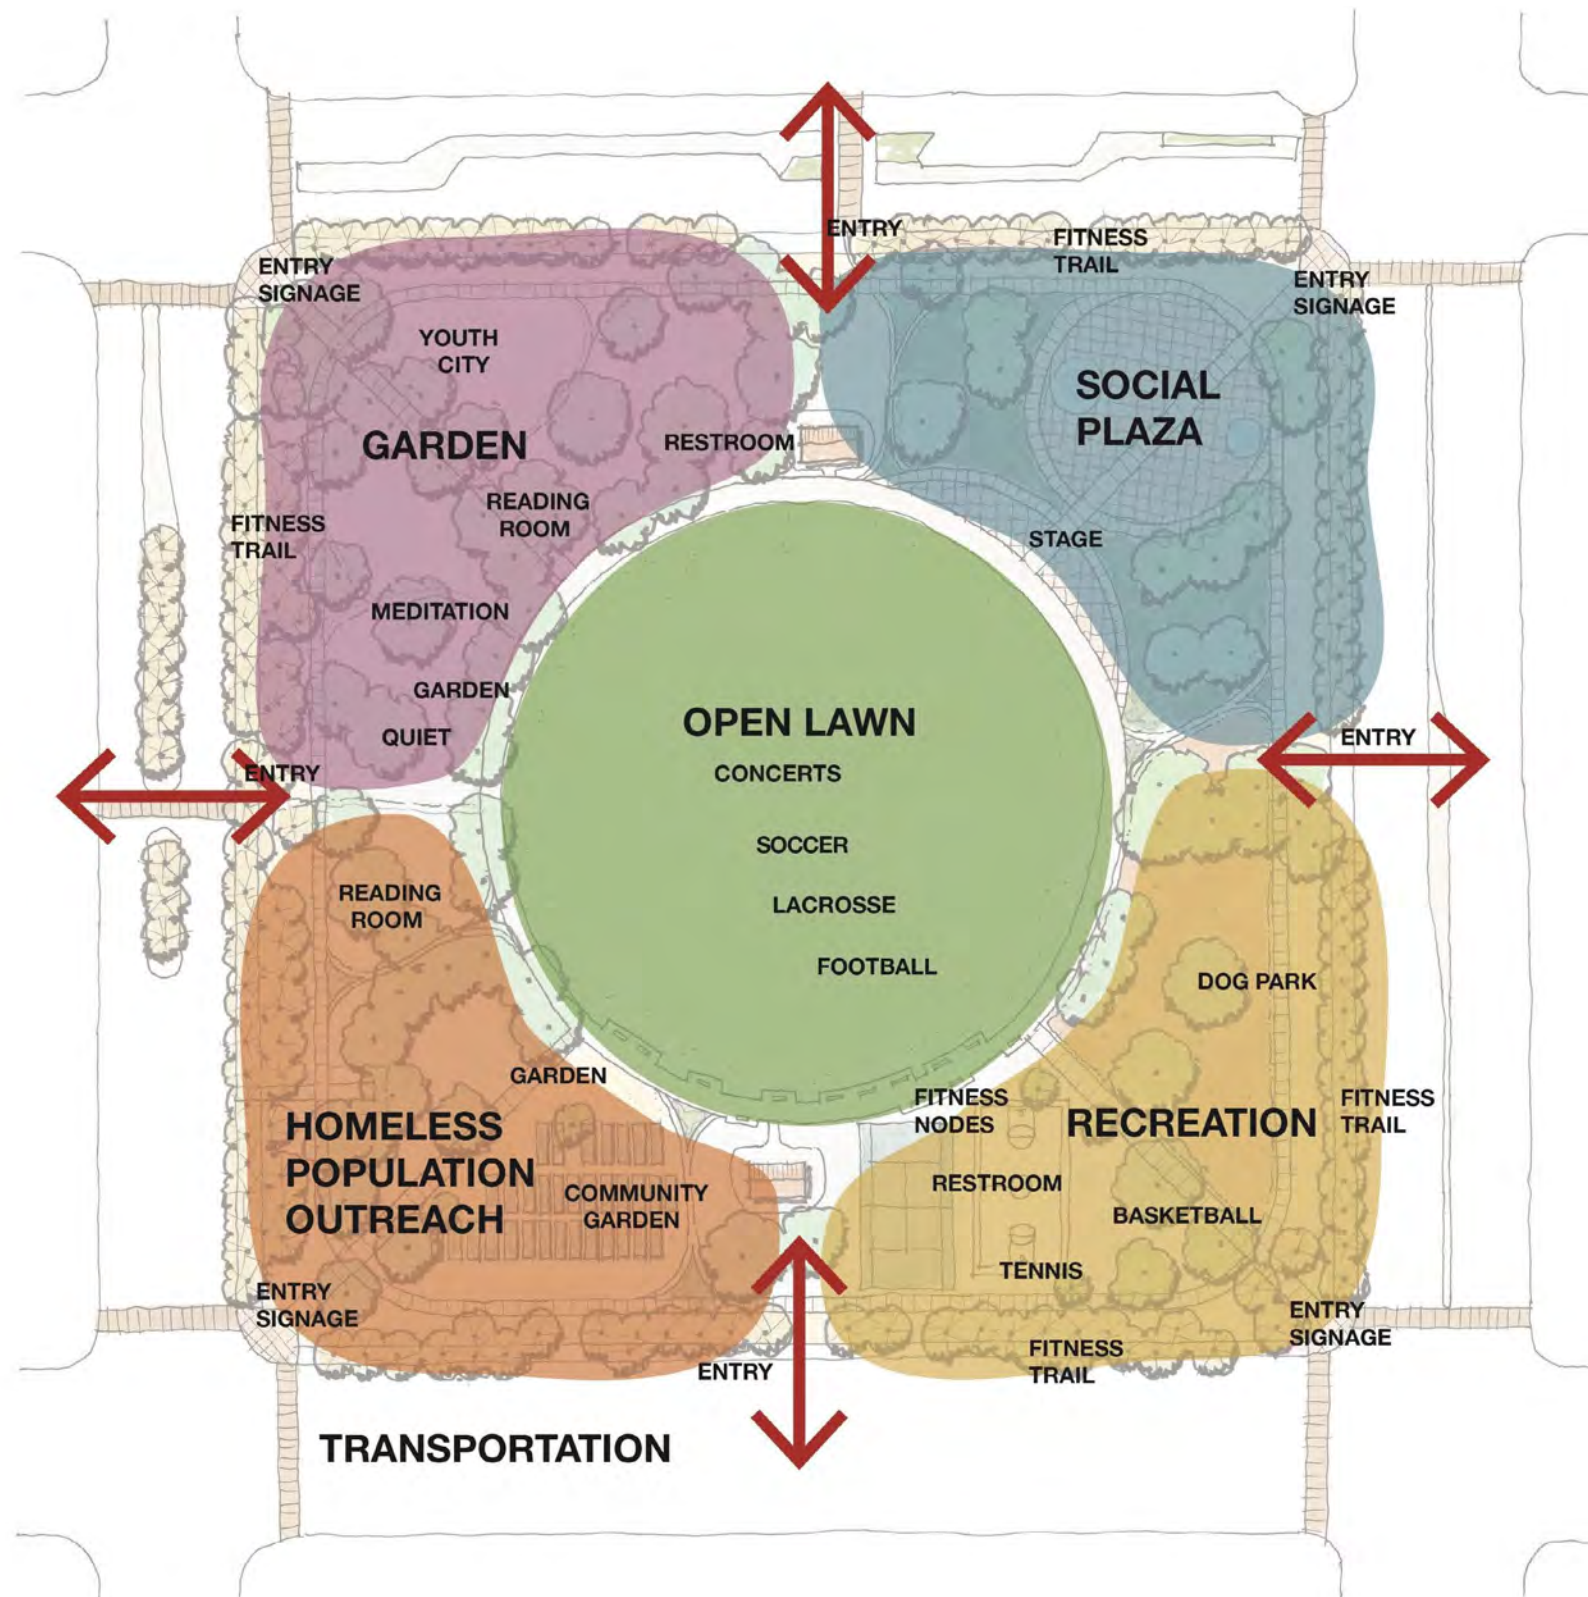 ENTRY
FITNESS
TRAIL
ENTRY
SIGNAGE
ENTRY
SIGNAGE
YOUTH
CITY
GARDEN
RESTROOM
SOCIAL
PLAZA
READING
ROOM
FITNESS
TRAIL
STAGE
MEDITATION
GARDEN
QUIET
ENTRY
OPEN LAWN
CONCERTS
SOCCER
LACROSSE
FOOTBALL
ENTRY
READING
ROOM
DOG PARK
GARDEN
HOMELESS
POPULATION
OUTREACH
COMMUNITY
GARDEN
FITNESS
NODES
RECREATION
FITNESS
TRAIL
RESTROOM
BASKETBALL
TENNIS
ENTRY
SIGNAGE
ENTRY
SIGNAGE
FITNESS
TRAIL
ENTRY
TRANSPORTATION